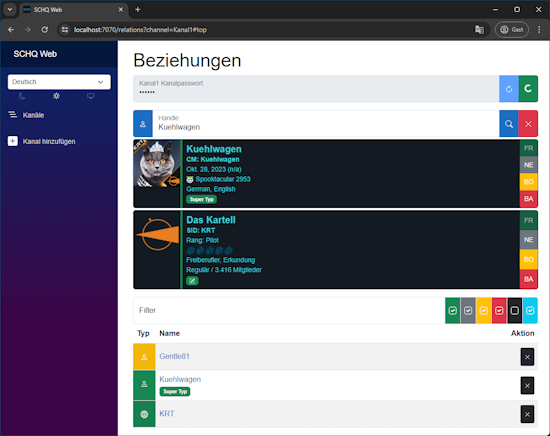 SCHQ Web
localhost:7070/relations?channel=Kanal1#top
Gast
SCHQ Web
Deutsch
Kanäle
Kanal hinzufügen
Beziehungen
Kanal1 Kanalpasswort
••••••
Handle
Kuehlwagen
Kuehlwagen
CM: Kuehlwagen
Okt. 28, 2023 (n/a)
Spooktacular 2953
German, English
Super Typ
FR
NE
BO
BA
Das Kartell
SID: KRT
Rang: Pilot
Freiberufler, Erkundung
Regulär / 3.416 Mitglieder
FR
NE
BO
BA
Filter
Typ Name Aktion
Gentle81
Kuehlwagen
Super Typ
KRT